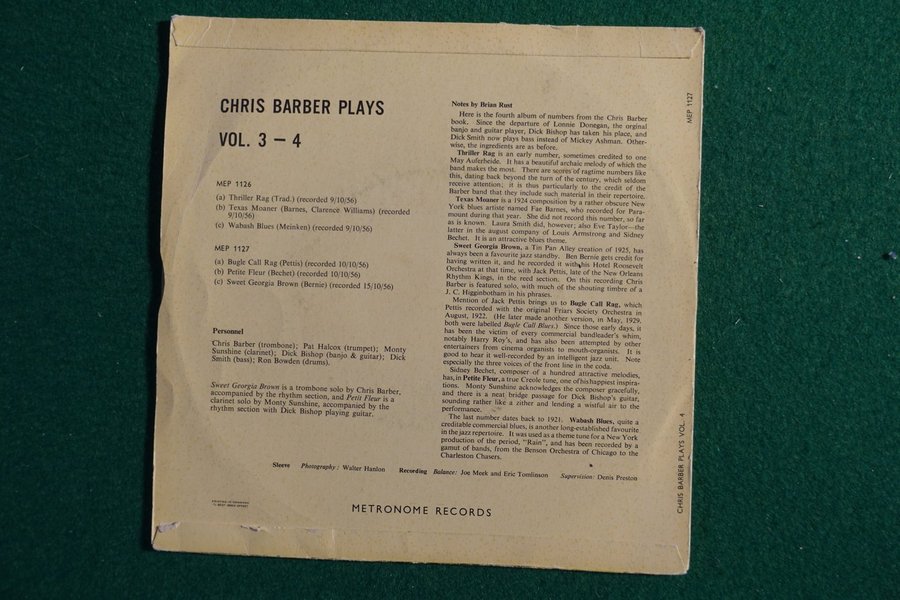 CHRIS BARBER PLAYS
VOL. 3 – 4
MEP 1126
(a) Thriller Rag (Trad.) (recorded 9/10/56)
(b) Texas Moaner (Barnes, Clarence Williams) (recorded
9/10/56)
(c) Wabash Blues (Meinken) (recorded 9/10/56)
MEP 1127
(a) Bugle Call Rag (Pettis) (recorded 10/10/56)
(b) Petite Fleur (Bechet) (recorded 10/10/56)
(c) Sweet Georgia Brown (Bernie) (recorded 15/10/56)
Personnel
Chris Barber (trombone); Pat Halcox (trumpet); Monty
Sunshine (clarinet); Dick Bishop (banjo & guitar); Dick
Smith (bass); Ron Bowden (drums).
Sweet Georgia Brown is a trombone solo by Chris Barber,
accompanied by the rhythm section, and Petit Fleur is a
clarinet solo by Monty Sunshine, accompanied by the
rhythm section with Dick Bishop playing guitar.
Notes by Brian Rust
Here is the fourth album of numbers from the Chris Barber
book. Since the departure of Lonnie Donegan, the orginal
banjo and guitar player, Dick Bishop has taken his place, and
Dick Smith now plays bass instead of Mickey Ashman. Other-
wise, the ingredients are as before.
Thriller Rag is an early number, sometimes credited to one
May Auferheide. It has a beautiful archaic melody of which the
band makes the most. There are scores of ragtime numbers like
this, dating back beyond the turn of the century, which seldom
receive attention; it is thus particularly to the credit of the
Barber band that they include such material in their repertoire.
Texas Moaner is a 1924 composition by a rather obscure New
York blues artiste named Fae Barnes, who recorded for Para-
mount during that year. She did not record this number, so far
as is known. Laura Smith did, however; also Eve Taylor—the
latter in the august company of Louis Armstrong and Sidney
Bechet. It is an attractive blues theme.
Sweet Georgia Brown, a Tin Pan Alley creation of 1925, has
always been a favourite jazz standby. Ben Bernie gets credit for
having written it, and he recorded it with his Hotel Roosevelt
Orchestra at that time, with Jack Pettis, late of the New Orleans
Rhythm Kings, in the reed section. On this recording Chris
Barber is featured solo, with much of the shouting timbre of a
J. C. Higginbotham in his phrases.
Mention of Jack Pettis brings us to Bugle Call Rag, which
Pettis recorded with the original Friars Society Orchestra in
August, 1922. (He later made another version, in May, 1929,
both were labelled Bugle Call Blues.) Since those early days, it
has been the victim of every commercial bandleader's whim,
notably Harry Roy's, and has also been attempted by other
entertainers from cinema organists to mouth-organists. It is
good to hear it well-recorded by an intelligent jazz unit. Note
especially the three voices of the front line in the coda.
Sidney Bechet, composer of a hundred attractive melodies,
has, in Petite Fleur, a true Creole tune, one of his happiest inspira-
tions. Monty Sunshine acknowledges the composer gracefully,
and there is a neat bridge passage for Dick Bishop's guitar,
sounding rather like a zither and lending a wistful air to the
performance.
The last number dates back to 1921. Wabash Blues, quite a
creditable commercial blues, is another long-established favourite
in the jazz repertoire. It was used as a theme tune for a New York
production of the period, "Rain", and has been recorded by a
gamut of bands, from the Benson Orchestra of Chicago to the
Charleston Chasers.
Sleeve Photography: Walter Hanlon Recording Balance: Joe Meek and Eric Tomlinson Supervision: Denis Preston
METRONOME RECORDS
MEP 1127
CHRIS BARBER PLAYS VOL. 4